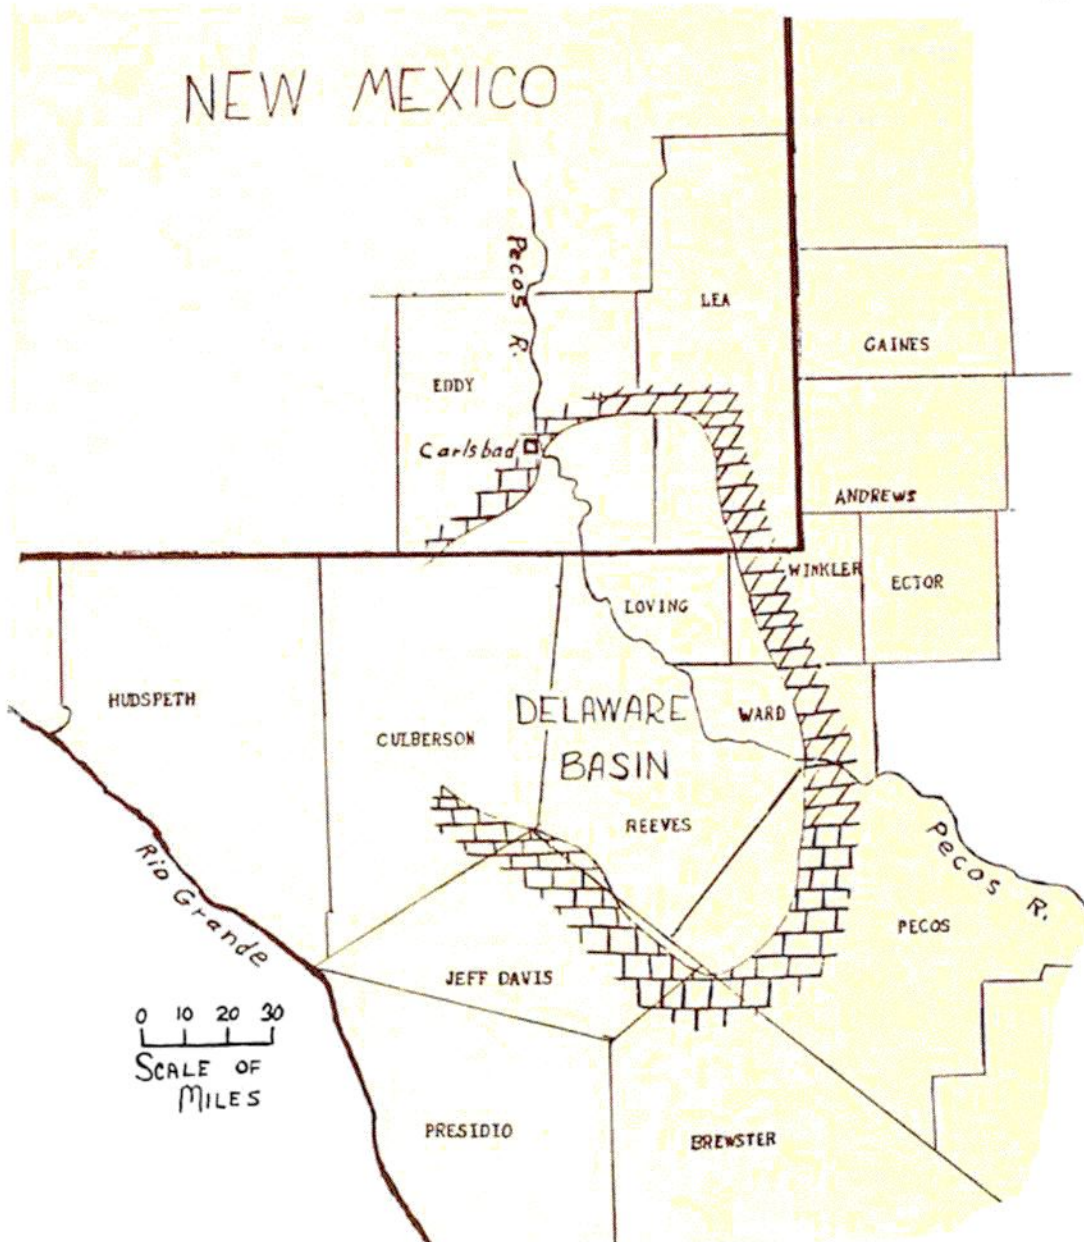 NEW MEXICO
Pecos R.
LEA
GAINES
EDDY
Carlsbad
ANDREWS
WINKLER
ECTOR
LOVING
HUDSPETH
DELAWARE
BASIN
WARD
CULBERSON
REEVES
Rio Grande
Pecos R.
PECOS
JEFF DAVIS
0 10 20 30
SCALE OF
MILES
PRESIDIO
BREWSTER